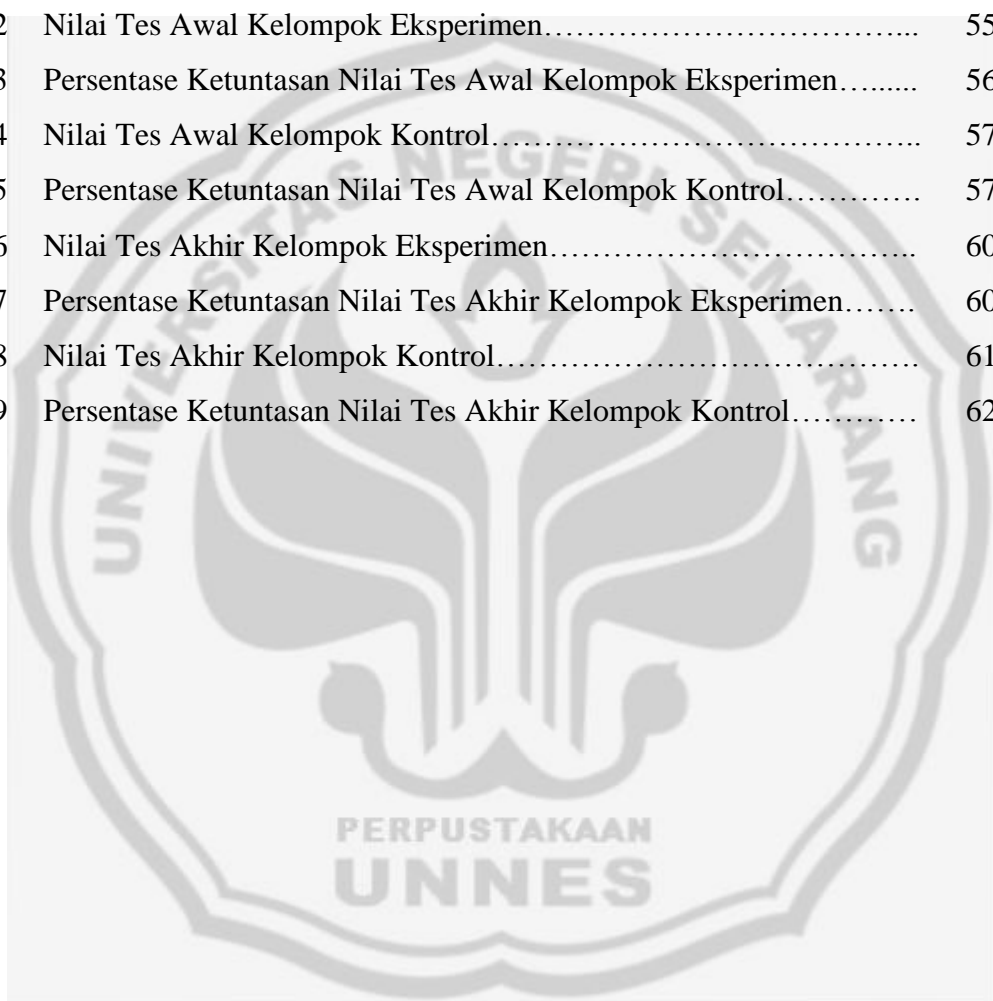 2 Nilai Tes Awal Kelompok Eksperimen……………………………... 55
3 Persentase Ketuntasan Nilai Tes Awal Kelompok Eksperimen…...... 56
4 Nilai Tes Awal Kelompok Kontrol………………………………….. 57
5 Persentase Ketuntasan Nilai Tes Awal Kelompok Kontrol…………. 57
6 Nilai Tes Akhir Kelompok Eksperimen…………………………….. 60
7 Persentase Ketuntasan Nilai Tes Akhir Kelompok Eksperimen……. 60
8 Nilai Tes Akhir Kelompok Kontrol…………………………………. 61
9 Persentase Ketuntasan Nilai Tes Akhir Kelompok Kontrol………… 62
UNIVERSITAS NEGERI SEMARANG
PERPUSTAKAAN
UNNES